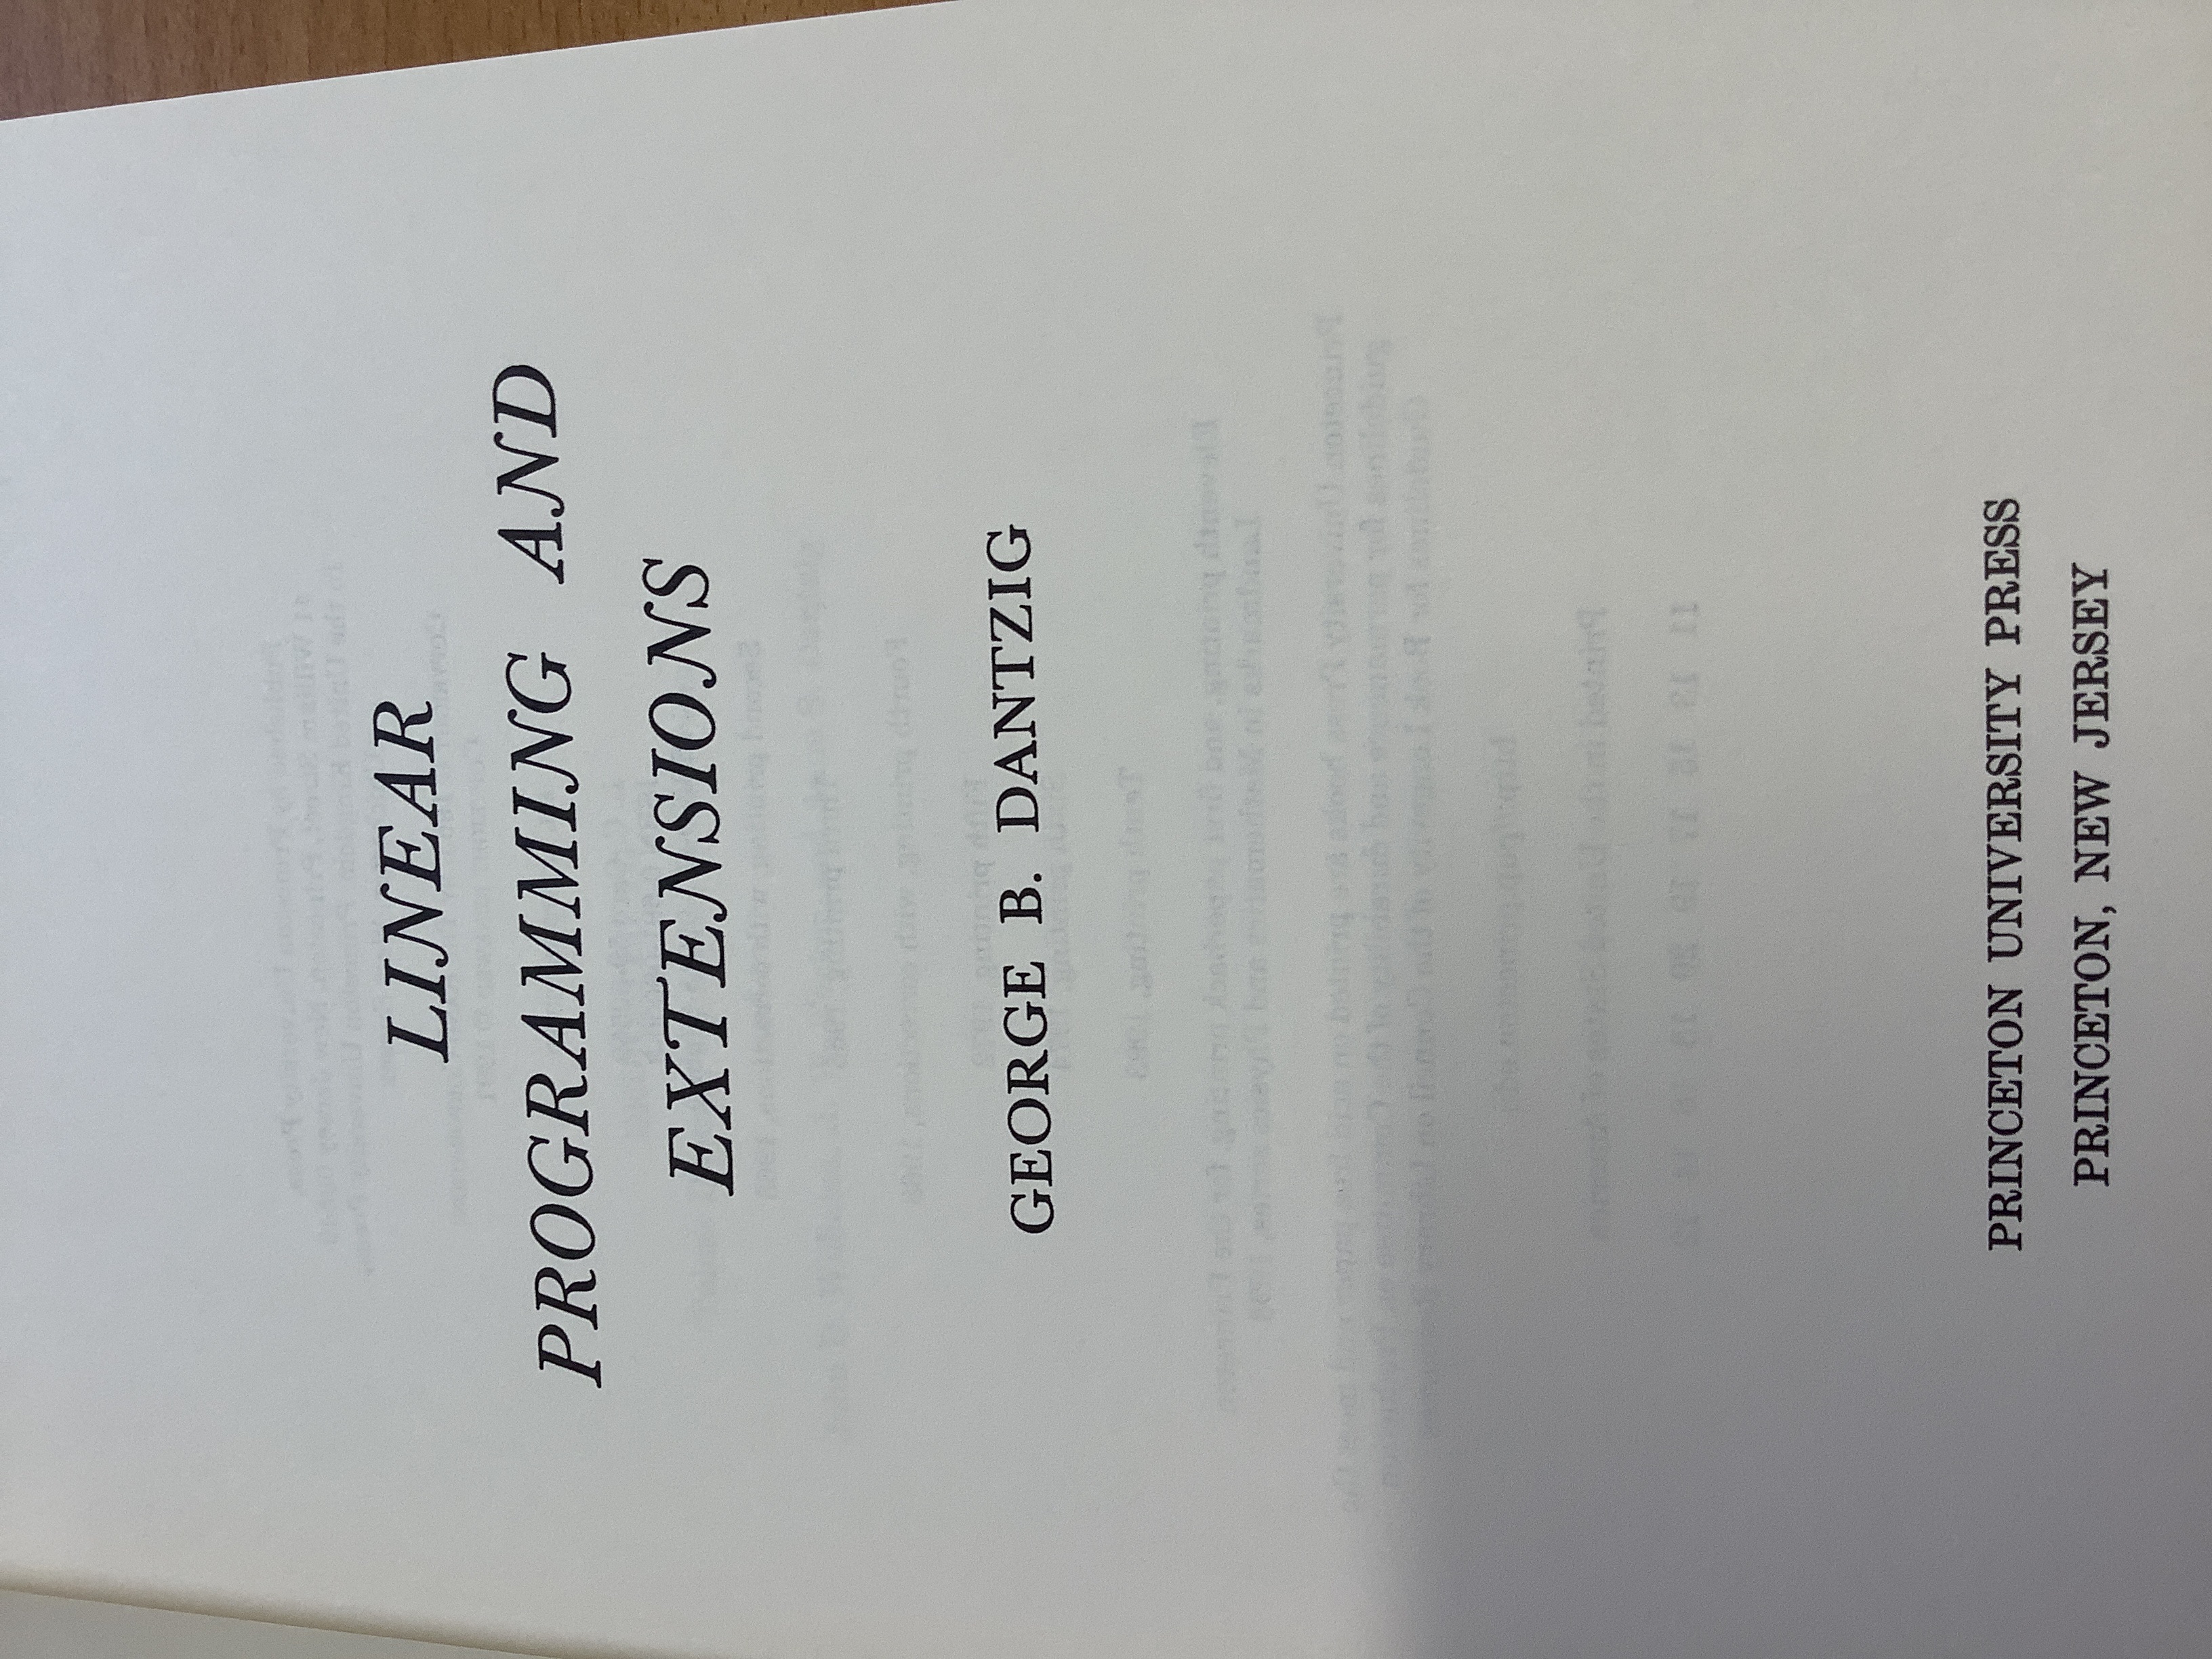 LINEAR
PROGRAMMING AND
EXTENSIONS
GEORGE B. DANTZIG
PRINCETON UNIVERSITY PRESS
PRINCETON, NEW JERSEY